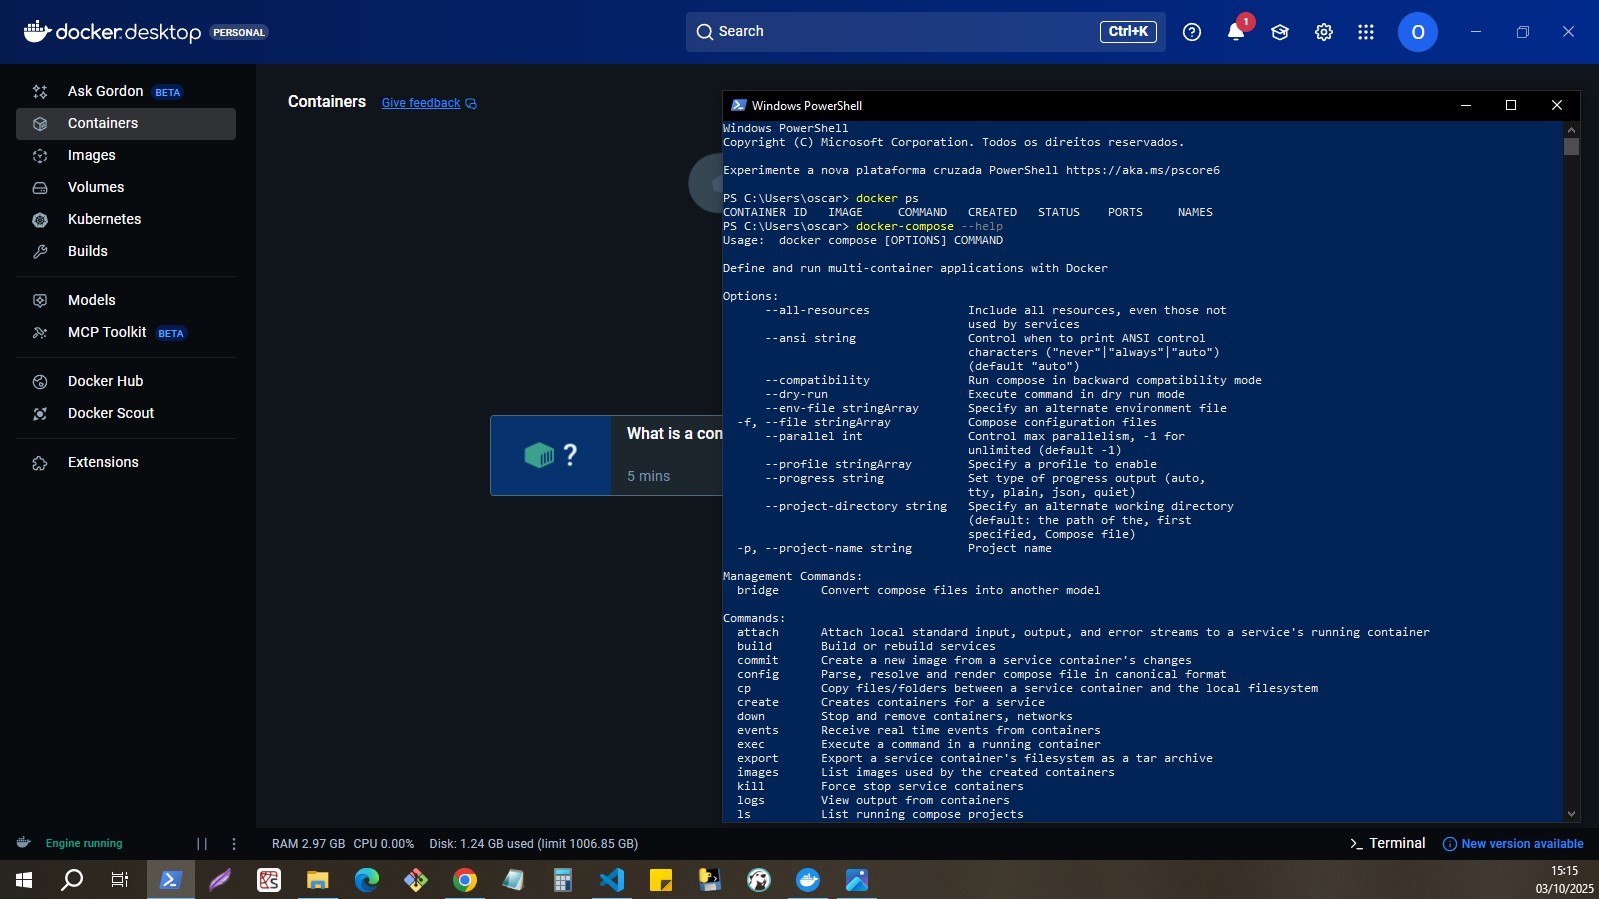 docker.desktop PERSONAL
Search
Ctrl+K
1
O
Ask Gordon BETA
Containers
Images
Volumes
Kubernetes
Builds
Models
MCP Toolkit BETA
Docker Hub
Docker Scout
Extensions
Containers Give feedback
? What is a con
5 mins
Windows PowerShell
Windows PowerShell
Copyright (C) Microsoft Corporation. Todos os direitos reservados.
Experimente a nova plataforma cruzada PowerShell https://aka.ms/pscore6
PS C:\Users\oscar> docker ps
CONTAINER ID IMAGE COMMAND CREATED STATUS PORTS NAMES
PS C:\Users\oscar> docker-compose --help
Usage: docker compose [OPTIONS] COMMAND
Define and run multi-container applications with Docker
Options:
--all-resources Include all resources, even those not
used by services
--ansi string Control when to print ANSI control
characters ("never"|"always"|"auto")
(default "auto")
--compatibility Run compose in backward compatibility mode
--dry-run Execute command in dry run mode
--env-file stringArray Specify an alternate environment file
-f, --file stringArray Compose configuration files
--parallel int Control max parallelism, -1 for
unlimited (default -1)
--profile stringArray Specify a profile to enable
--progress string Set type of progress output (auto,
tty, plain, json, quiet)
--project-directory string Specify an alternate working directory
(default: the path of the, first
specified, Compose file)
-p, --project-name string Project name
Management Commands:
bridge Convert compose files into another model
Commands:
attach Attach local standard input, output, and error streams to a service's running container
build Build or rebuild services
commit Create a new image from a service container's changes
config Parse, resolve and render compose file in canonical format
cp Copy files/folders between a service container and the local filesystem
create Creates containers for a service
down Stop and remove containers, networks
events Receive real time events from containers
exec Execute a command in a running container
export Export a service container's filesystem as a tar archive
images List images used by the created containers
kill Force stop service containers
logs View output from containers
ls List running compose projects
Engine running
RAM 2.97 GB CPU 0.00% Disk: 1.24 GB used (limit 1006.85 GB)
Terminal
New version available
15:15
03/10/2025